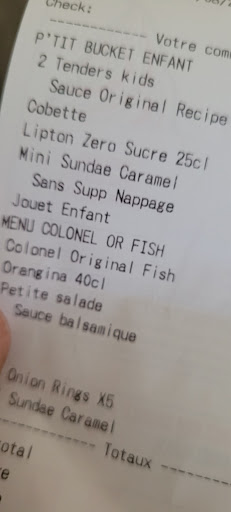 Check:
------------ Votre com
P'TIT BUCKET ENFANT
2 Tenders kids
Sauce Original Recipe
Cobette
Lipton Zero Sucre 25cl
Mini Sundae Caramel
Sans Supp Nappage
Jouet Enfant
MENU COLONEL OR FISH
Colonel Original Fish
Orangina 40cl
Petite salade
Sauce balsamique
Onion Rings X5
Sundae Caramel
------------ Totaux ------------
otal